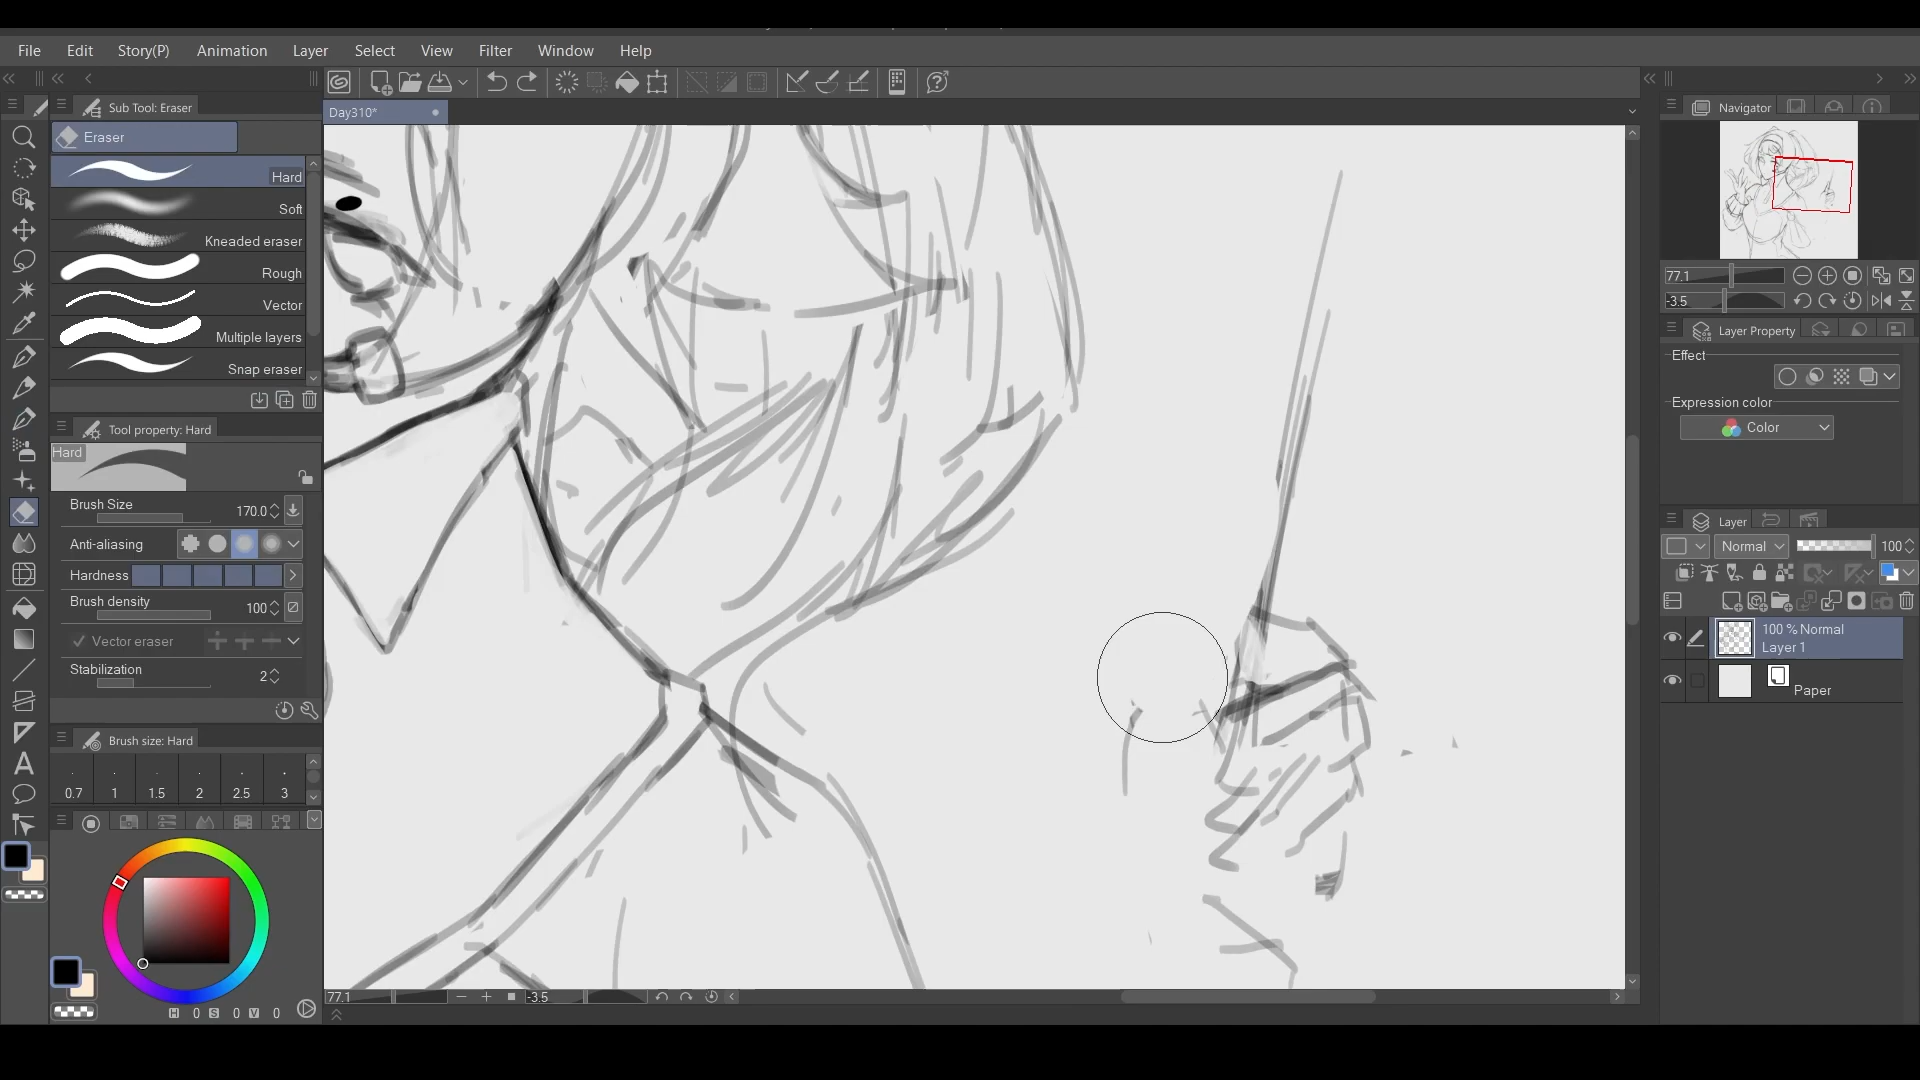 File Edit Story(P) Animation Layer Select View Filter Window Help
Sub Tool: Eraser
Eraser
Hard
Soft
Kneaded eraser
Rough
Vector
Multiple layers
Snap eraser
Tool property: Hard
Hard
Brush Size 170.0
Anti-aliasing
Hardness
Brush density 100
Vector eraser
Stabilization 2
Brush size: Hard
0.7 1 1.5 2 2.5 3
H 0 S 0 V 0
Day310*
77.1 -3.5
Navigator
77.1
-3.5
Layer Property
Effect
Expression color
Color
Layer
Normal 100
100 % Normal
Layer 1
Paper